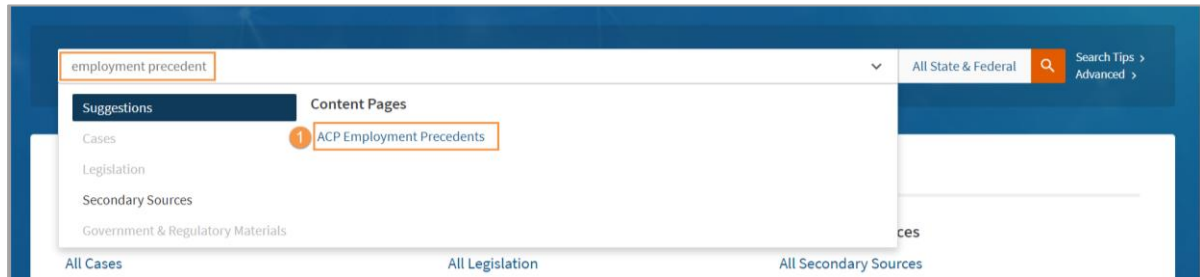 employment precedent
All State & Federal
Search Tips >
Advanced >
Suggestions
Content Pages
Cases
1 ACP Employment Precedents
Legislation
Secondary Sources
Government & Regulatory Materials
ces
All Cases
All Legislation
All Secondary Sources